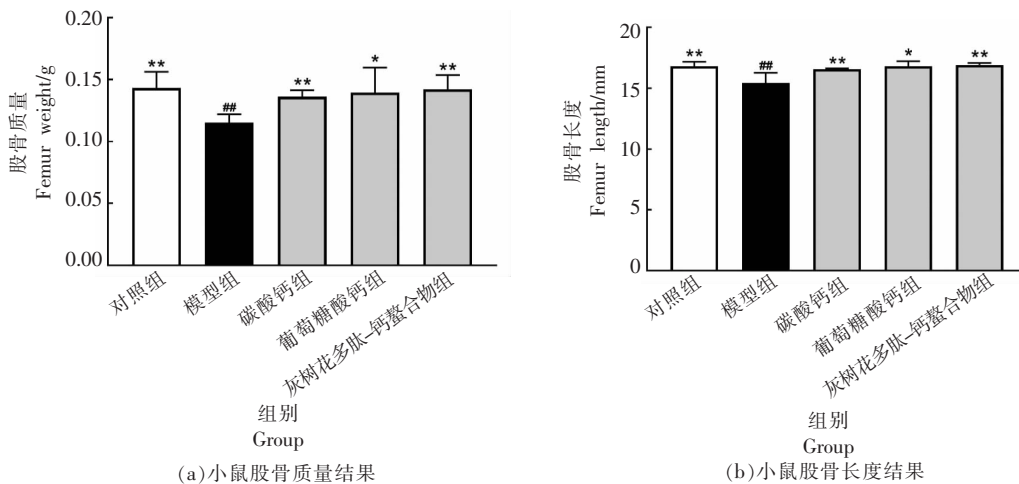 0.20
0.15
0.10
0.05
0.00
股骨质量
Femur weight/g
**
##
**
*
**
对照组
模型组
碳酸钙组
葡萄糖酸钙组
灰树花多肽-钙螯合物组
组别
Group
(a)小鼠股骨质量结果
20
15
10
5
0
股骨长度
Femur length/mm
**
##
**
*
**
对照组
模型组
碳酸钙组
葡萄糖酸钙组
灰树花多肽-钙螯合物组
组别
Group
(b)小鼠股骨长度结果